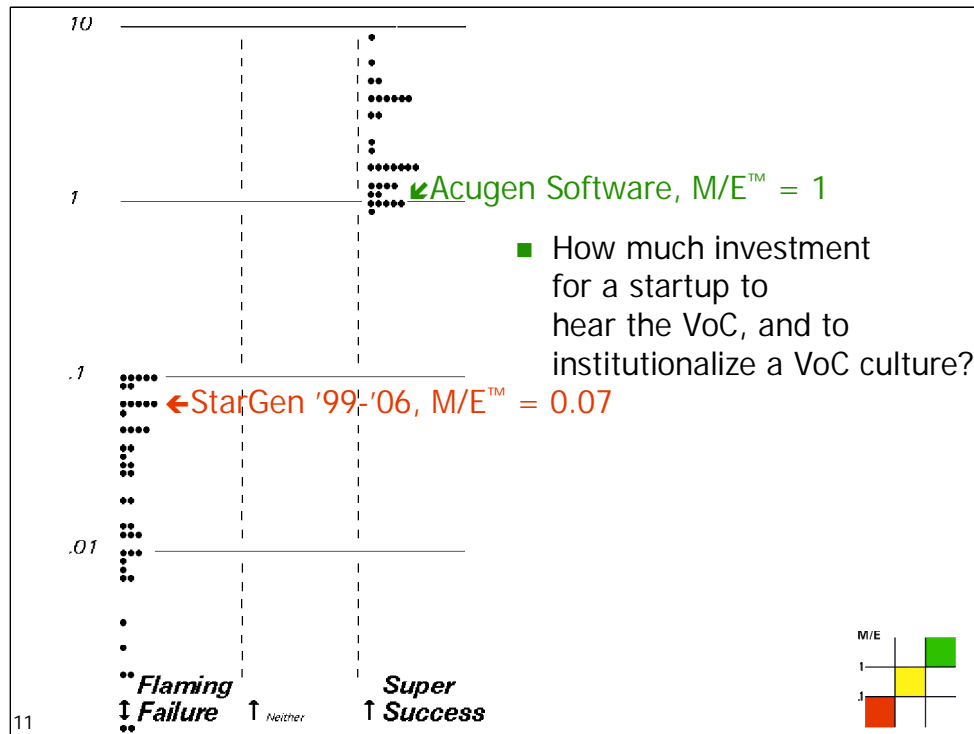 10
1
Acugen Software, M/E™ = 1
How much investment
for a startup to
hear the VoC, and to
institutionalize a VoC culture?
.1
StarGen '99-'06, M/E™ = 0.07
.01
Flaming
Failure
Neither
Super
Success
M/E
1
.1
11